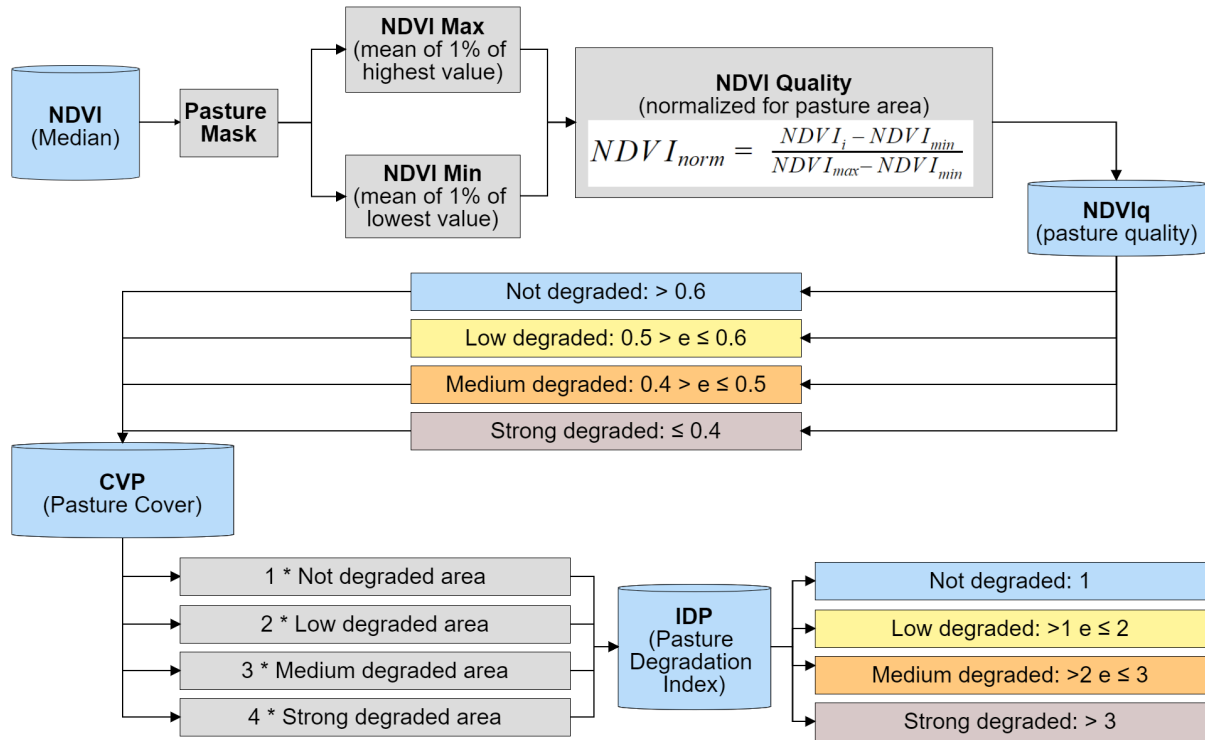 NDVI
(Median)
Pasture
Mask
NDVI Max
(mean of 1% of
highest value)
NDVI Min
(mean of 1% of
lowest value)
NDVI Quality
(normalized for pasture area)
NDVI_norm = (NDVI_i − NDVI_min) / (NDVI_max − NDVI_min)
NDVIq
(pasture quality)
Not degraded: > 0.6
Low degraded: 0.5 > e ≤ 0.6
Medium degraded: 0.4 > e ≤ 0.5
Strong degraded: ≤ 0.4
CVP
(Pasture Cover)
1 * Not degraded area
2 * Low degraded area
3 * Medium degraded area
4 * Strong degraded area
IDP
(Pasture
Degradation
Index)
Not degraded: 1
Low degraded: >1 e ≤ 2
Medium degraded: >2 e ≤ 3
Strong degraded: > 3